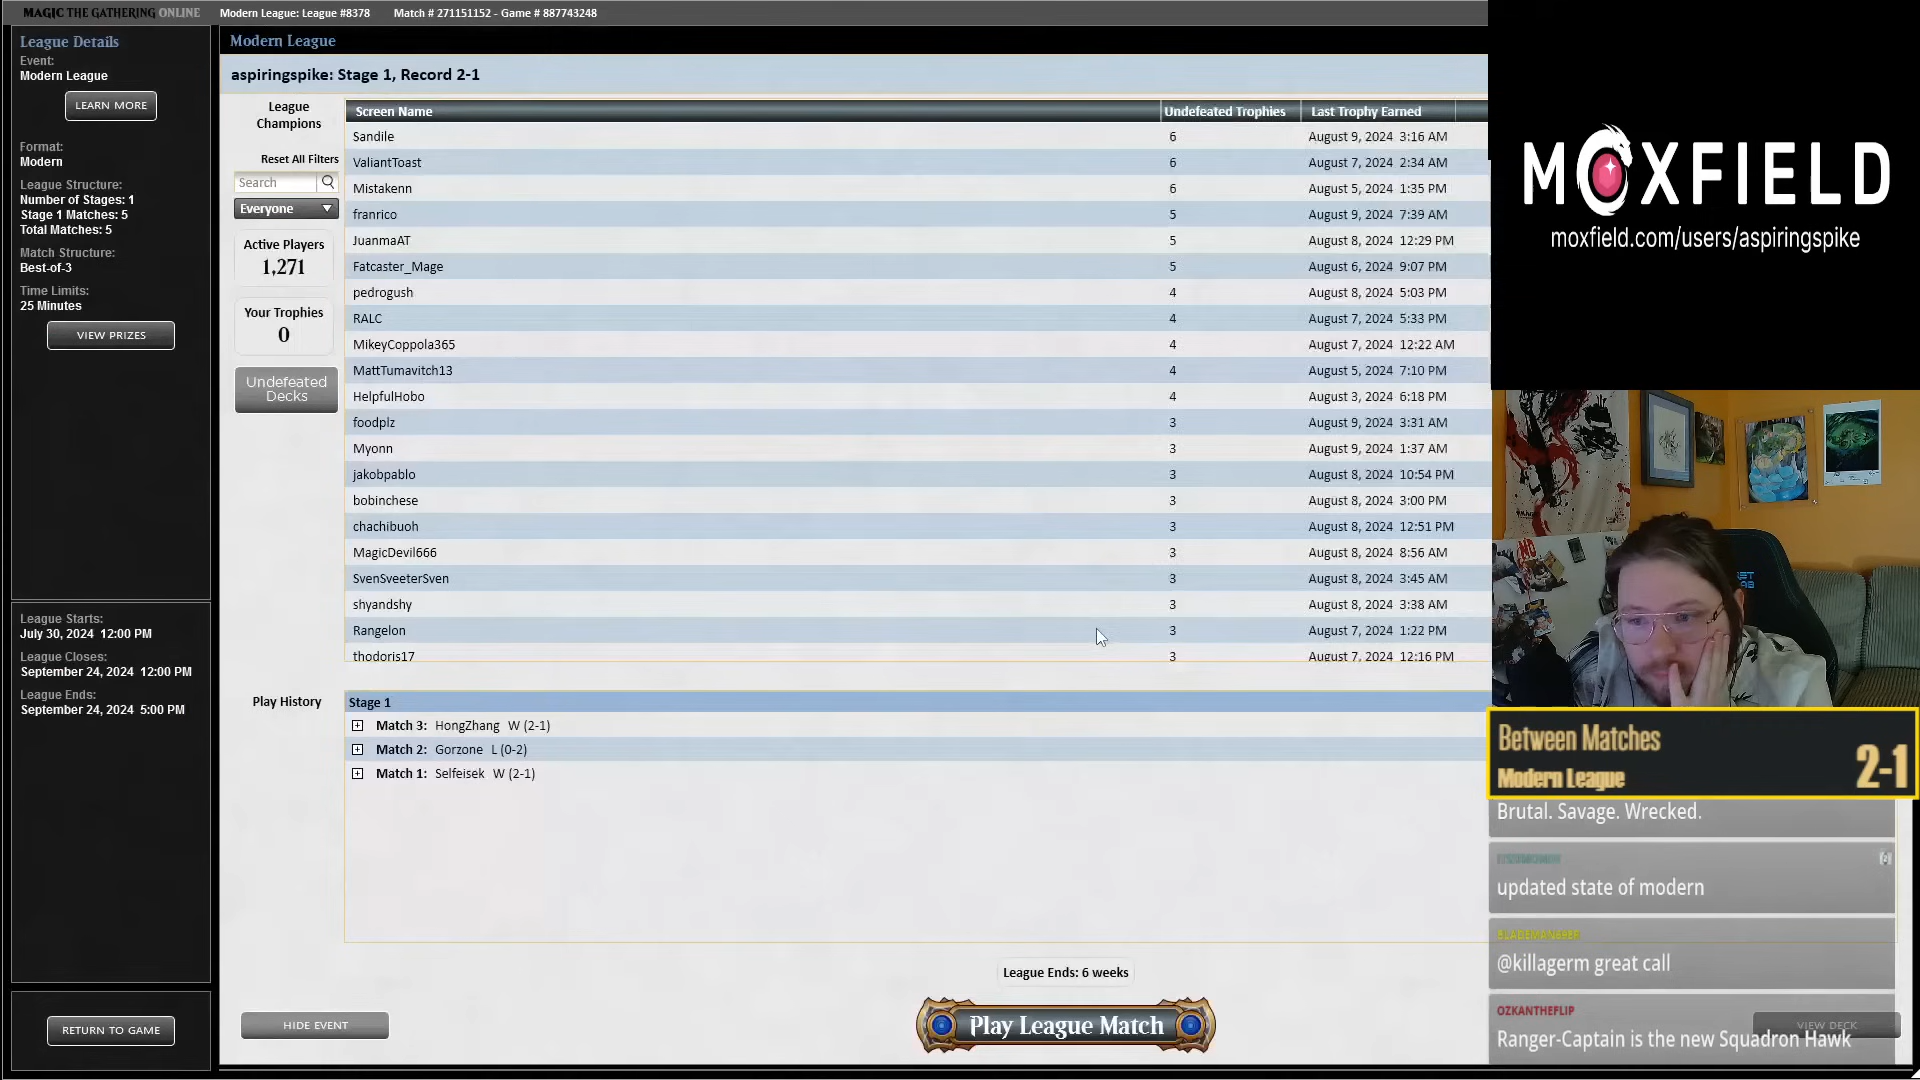 MAGIC THE GATHERING ONLINE
Modern League: League #8378
Match # 271151152 - Game # 887743248
League Details
Event:
Modern League
LEARN MORE
Format:
Modern
League Structure:
Number of Stages: 1
Stage 1 Matches: 5
Total Matches: 5
Match Structure:
Best-of-3
Time Limits:
25 Minutes
VIEW PRIZES
League Starts:
July 30, 2024 12:00 PM
League Closes:
September 24, 2024 12:00 PM
League Ends:
September 24, 2024 5:00 PM
RETURN TO GAME
Modern League
aspiringspike: Stage 1, Record 2-1
League
Champions
Reset All Filters
Search
Everyone
Active Players
1,271
Your Trophies
0
Undefeated
Decks
Screen Name Undefeated Trophies Last Trophy Earned
Sandile 6 August 9, 2024 3:16 AM
ValiantToast 6 August 7, 2024 2:34 AM
Mistakenn 6 August 5, 2024 1:35 PM
franrico 5 August 9, 2024 7:39 AM
JuanmaAT 5 August 8, 2024 12:29 PM
Fatcaster_Mage 5 August 6, 2024 9:07 PM
pedrogush 4 August 8, 2024 5:03 PM
RALC 4 August 7, 2024 5:33 PM
MikeyCoppola365 4 August 7, 2024 12:22 AM
MattTumavitch13 4 August 5, 2024 7:10 PM
HelpfulHobo 4 August 3, 2024 6:18 PM
foodplz 3 August 9, 2024 3:31 AM
Myonn 3 August 9, 2024 1:37 AM
jakobpablo 3 August 8, 2024 10:54 PM
bobinchese 3 August 8, 2024 3:00 PM
chachibuoh 3 August 8, 2024 12:51 PM
MagicDevil666 3 August 8, 2024 8:56 AM
SvenSveeterSven 3 August 8, 2024 3:45 AM
shyandshy 3 August 8, 2024 3:38 AM
Rangelon 3 August 7, 2024 1:22 PM
thodoris17 3 August 7, 2024 12:16 PM
Play History
Stage 1
Match 3: HongZhang W (2-1)
Match 2: Gorzone L (0-2)
Match 1: Selfeisek W (2-1)
League Ends: 6 weeks
HIDE EVENT
Play League Match
MOXFIELD
moxfield.com/users/aspiringspike
Between Matches
Modern League
2-1
Brutal. Savage. Wrecked.
updated state of modern
@killagerm great call
OZKANTHEFLIP
VIEW DECK
Ranger-Captain is the new Squadron Hawk